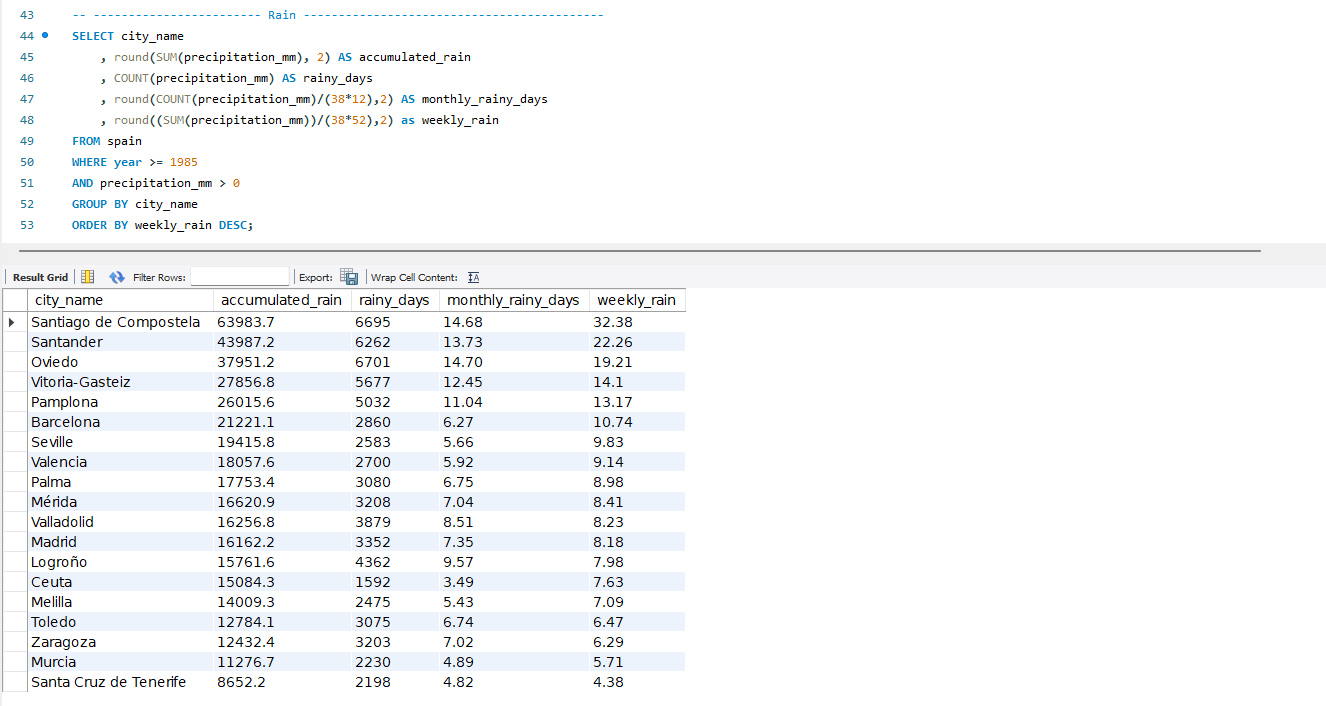 43 -- ----------------------- Rain -----------------------------------------
44 SELECT city_name
45 , round(SUM(precipitation_mm), 2) AS accumulated_rain
46 , COUNT(precipitation_mm) AS rainy_days
47 , round(COUNT(precipitation_mm)/(38*12),2) AS monthly_rainy_days
48 , round((SUM(precipitation_mm))/(38*52),2) as weekly_rain
49 FROM spain
50 WHERE year >= 1985
51 AND precipitation_mm > 0
52 GROUP BY city_name
53 ORDER BY weekly_rain DESC;
Result Grid Filter Rows: Export: Wrap Cell Content: IA
city_name accumulated_rain rainy_days monthly_rainy_days weekly_rain
Santiago de Compostela 63983.7 6695 14.68 32.38
Santander 43987.2 6262 13.73 22.26
Oviedo 37951.2 6701 14.70 19.21
Vitoria-Gasteiz 27856.8 5677 12.45 14.1
Pamplona 26015.6 5032 11.04 13.17
Barcelona 21221.1 2860 6.27 10.74
Seville 19415.8 2583 5.66 9.83
Valencia 18057.6 2700 5.92 9.14
Palma 17753.4 3080 6.75 8.98
Mérida 16620.9 3208 7.04 8.41
Valladolid 16256.8 3879 8.51 8.23
Madrid 16162.2 3352 7.35 8.18
Logroño 15761.6 4362 9.57 7.98
Ceuta 15084.3 1592 3.49 7.63
Melilla 14009.3 2475 5.43 7.09
Toledo 12784.1 3075 6.74 6.47
Zaragoza 12432.4 3203 7.02 6.29
Murcia 11276.7 2230 4.89 5.71
Santa Cruz de Tenerife 8652.2 2198 4.82 4.38